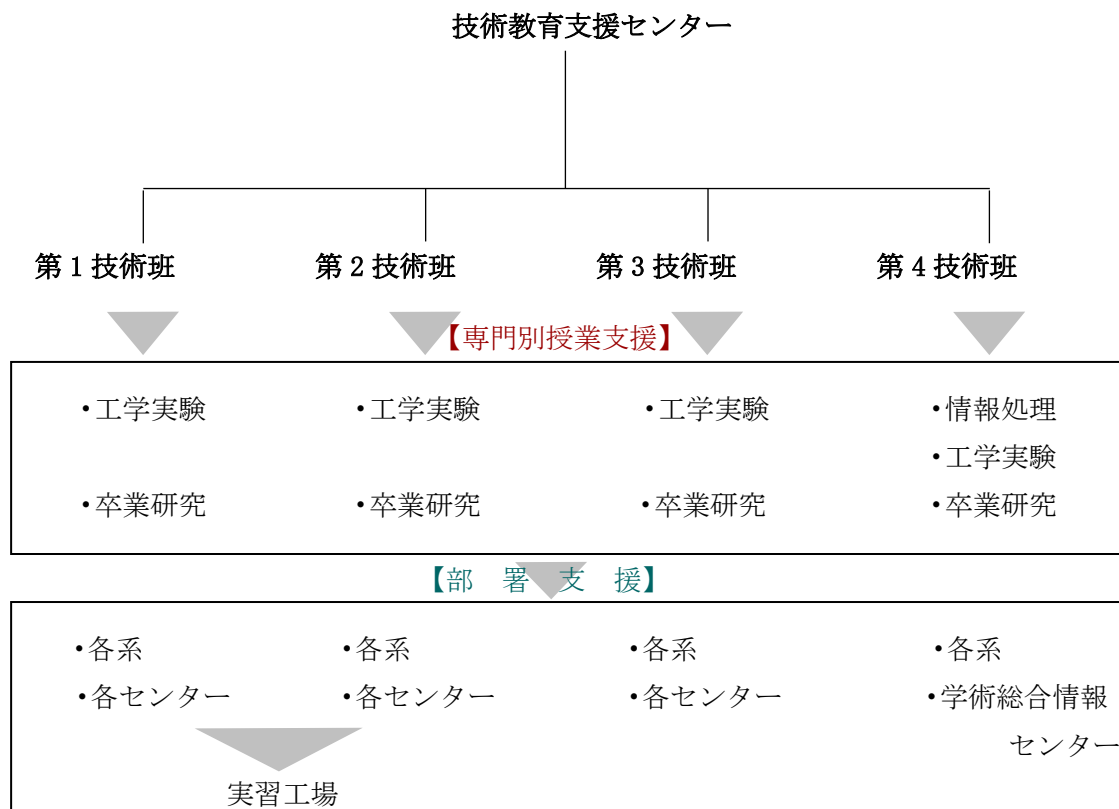 技術教育支援センター
第1技術班 第2技術班 第3技術班 第4技術班
【専門別授業支援】
・工学実験 ・工学実験 ・工学実験 ・情報処理
・工学実験
・卒業研究 ・卒業研究 ・卒業研究 ・卒業研究
【部 署 支 援】
・各系 ・各系 ・各系 ・各系
・各センター ・各センター ・各センター ・学術総合情報
センター
実習工場